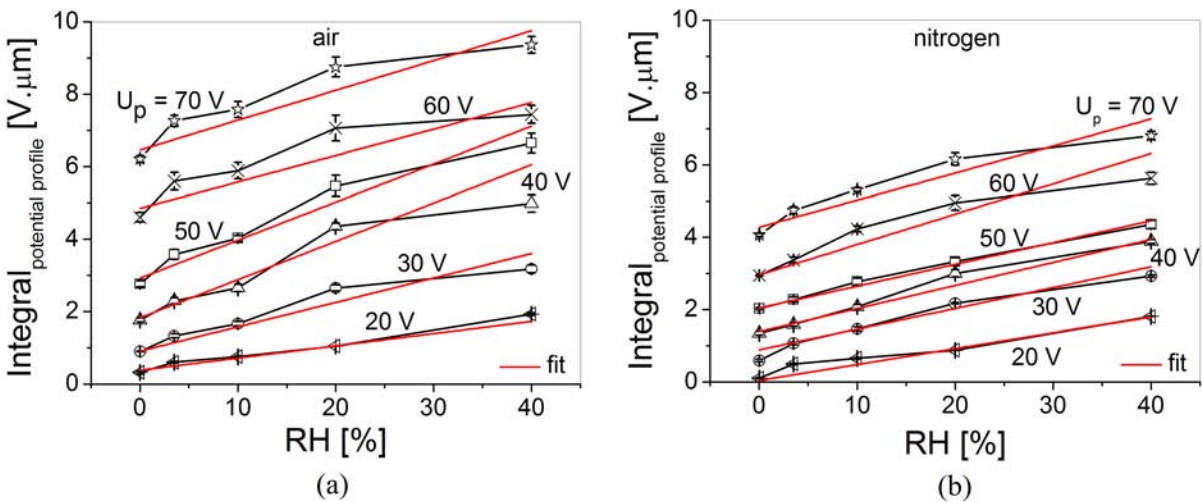 air
U_p = 70 V
60 V
50 V
40 V
30 V
20 V
fit
10
8
6
4
2
0
0 10 20 30 40
Integral_potential profile [V.μm]
RH [%]
(a)
nitrogen
U_p = 70 V
60 V
50 V
40 V
30 V
20 V
fit
10
8
6
4
2
0
0 10 20 30 40
Integral_potential profile [V.μm]
RH [%]
(b)